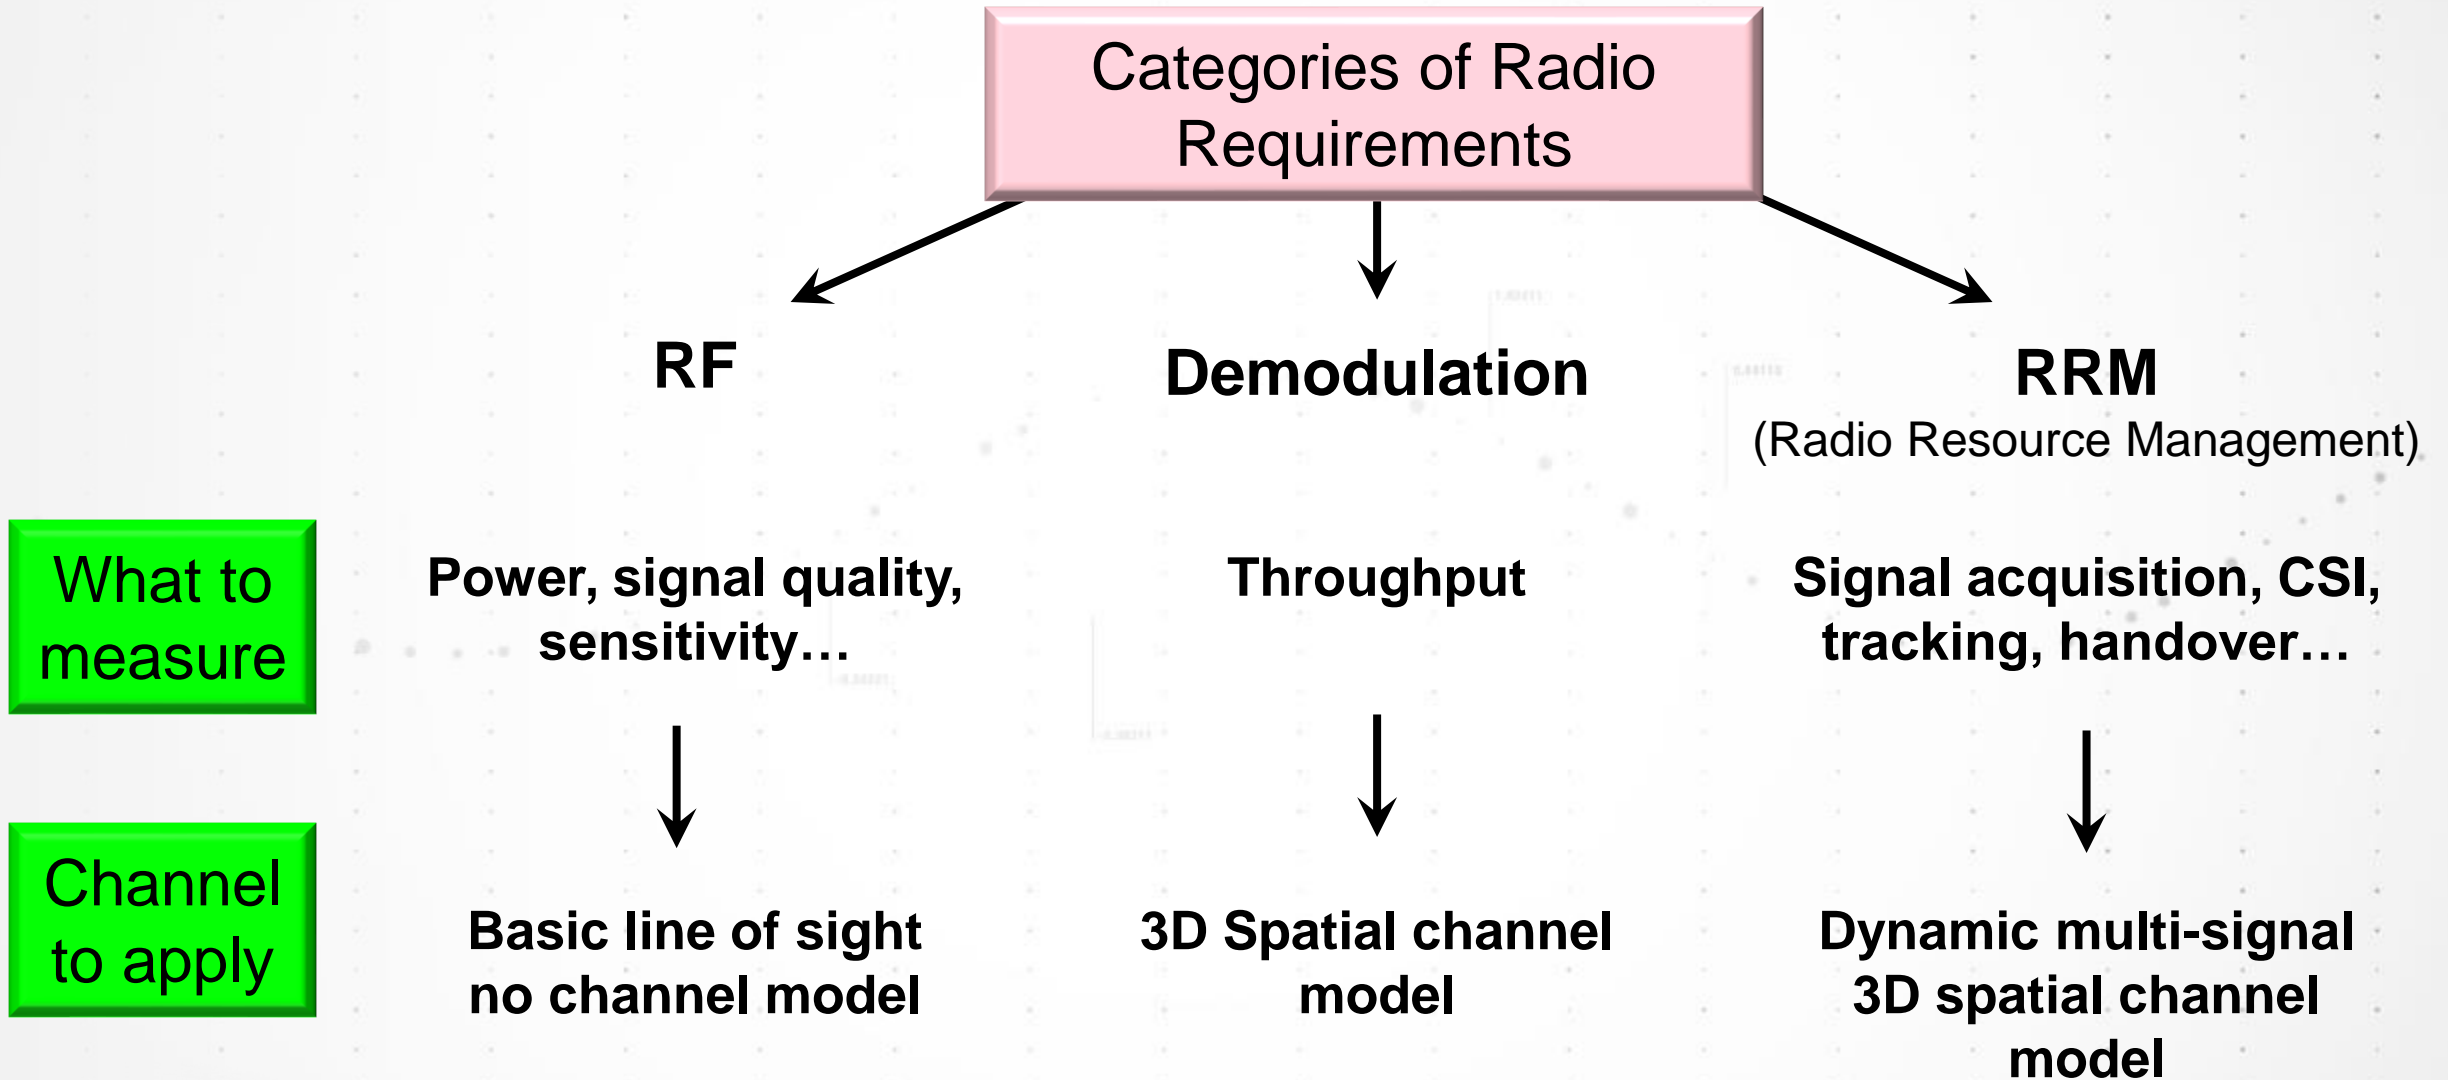 Categories of Radio
Requirements
RF
Demodulation
RRM
(Radio Resource Management)
What to
measure
Power, signal quality,
sensitivity…
Throughput
Signal acquisition, CSI,
tracking, handover…
Channel
to apply
Basic line of sight
no channel model
3D Spatial channel
model
Dynamic multi-signal
3D spatial channel
model